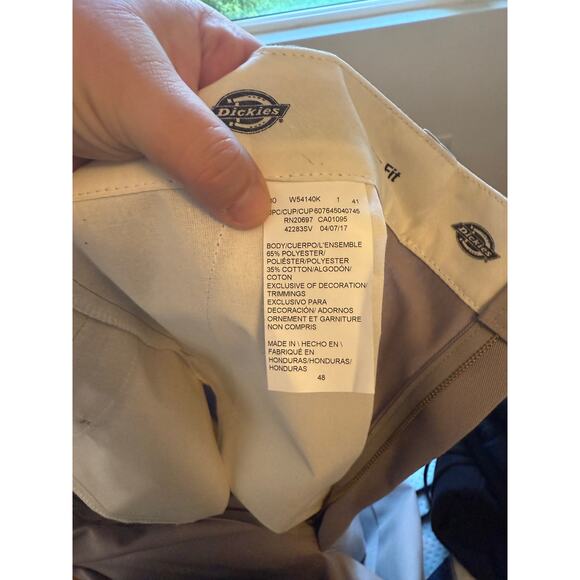 Dickies
Fit
Dickies
W54140K 1 41
UPC/CUP/CUP 607645040745
RN20697 CA01095
42283SV 04/07/17
BODY/CUERPO/L'ENSEMBLE
65% POLYESTER/
POLIÉSTER/POLYESTER
35% COTTON/ALGODÓN/
COTON
EXCLUSIVE OF DECORATION/
TRIMMINGS
EXCLUSIVO PARA
DECORACIÓN/ ADORNOS
ORNEMENT ET GARNITURE
NON COMPRIS
MADE IN \ HECHO EN \
FABRIQUÉ EN
HONDURAS/HONDURAS/
HONDURAS
48